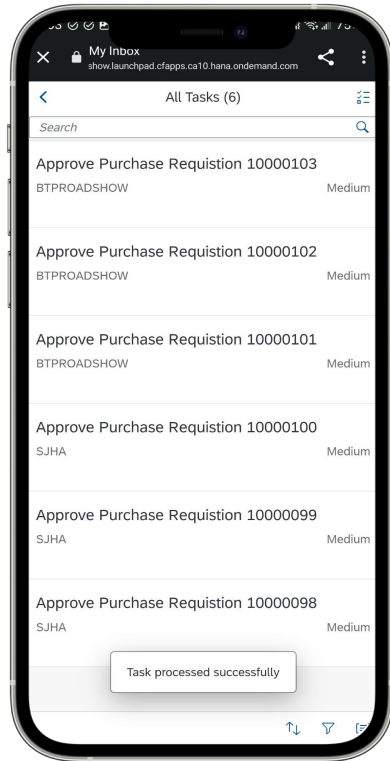 My Inbox
show.launchpad.cfapps.ca10.hana.ondemand.com
All Tasks (6)
Search
Approve Purchase Requistion 10000103
BTPROADSHOW Medium
Approve Purchase Requistion 10000102
BTPROADSHOW Medium
Approve Purchase Requistion 10000101
BTPROADSHOW Medium
Approve Purchase Requistion 10000100
SJHA Medium
Approve Purchase Requistion 10000099
SJHA Medium
Approve Purchase Requistion 10000098
SJHA Medium
Task processed successfully